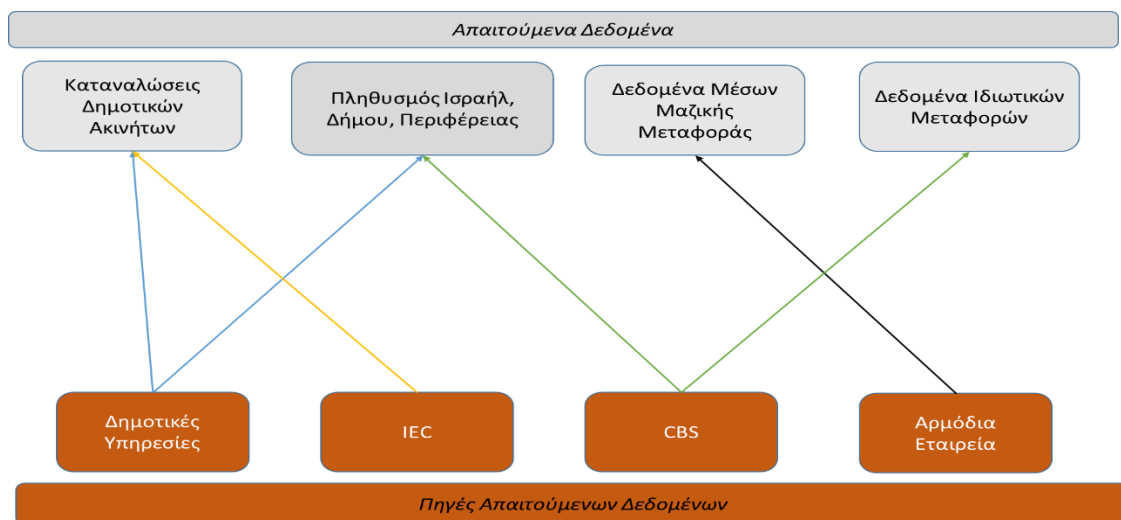 Απαιτούμενα Δεδομένα
Καταναλώσεις
Δημοτικών
Ακινήτων
Πληθυσμός Ισραήλ,
Δήμου, Περιφέρειας
Δεδομένα Μέσων
Μαζικής
Μεταφοράς
Δεδομένα Ιδιωτικών
Μεταφορών
Δημοτικές
Υπηρεσίες
IEC
CBS
Αρμόδια
Εταιρεία
Πηγές Απαιτούμενων Δεδομένων